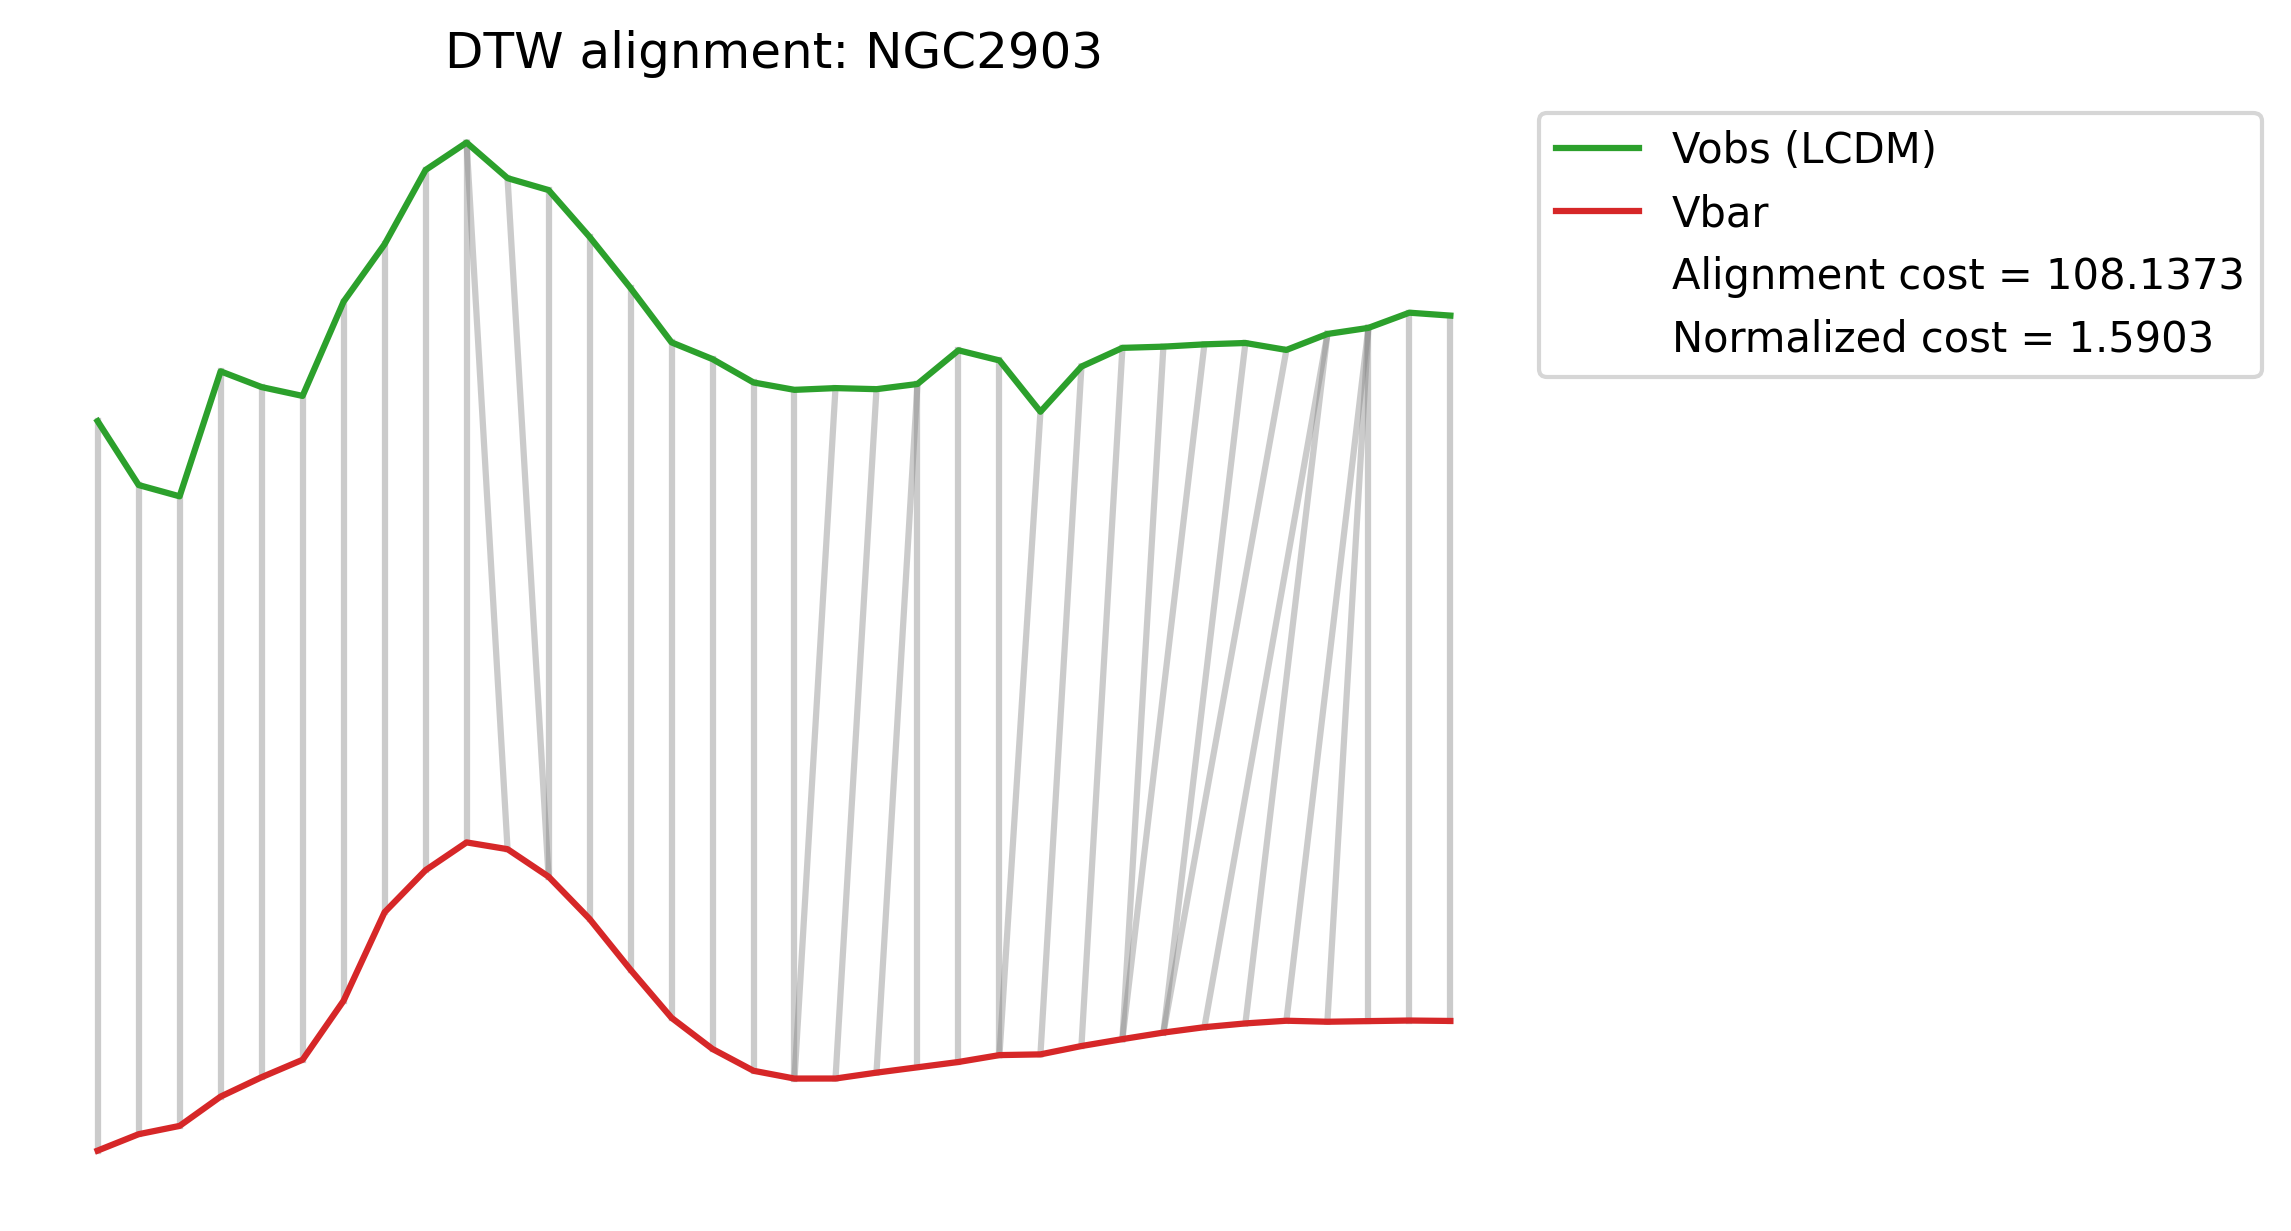 DTW alignment: NGC2903
Vobs (LCDM)
Vbar
Alignment cost = 108.1373
Normalized cost = 1.5903